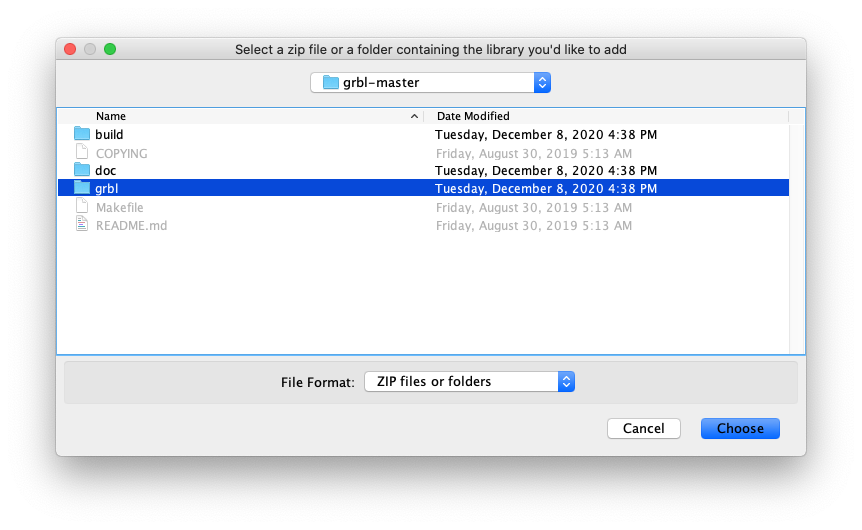 Select a zip file or a folder containing the library you'd like to add
grbl-master
Name Date Modified
build Tuesday, December 8, 2020 4:38 PM
COPYING Friday, August 30, 2019 5:13 AM
doc Tuesday, December 8, 2020 4:38 PM
grbl Tuesday, December 8, 2020 4:38 PM
Makefile Friday, August 30, 2019 5:13 AM
README.md Friday, August 30, 2019 5:13 AM
File Format: ZIP files or folders
Cancel Choose